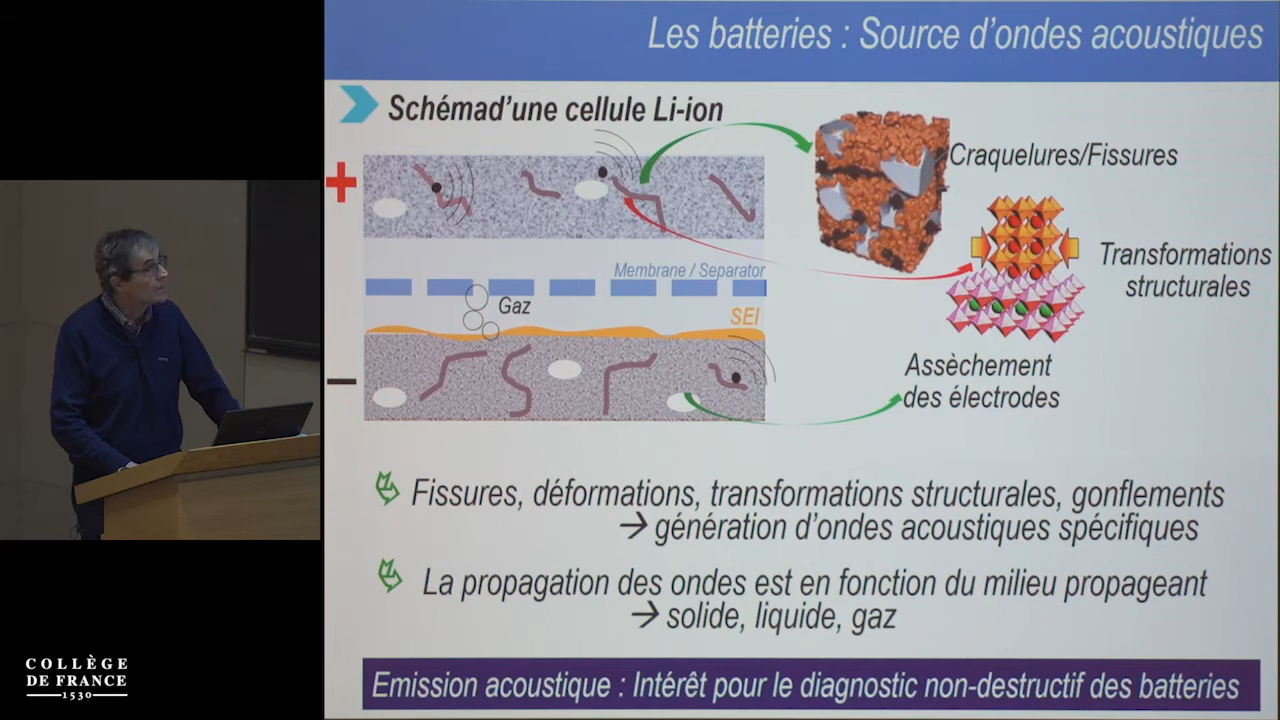 Les batteries : Source d'ondes acoustiques
Schémad'une cellule Li-ion
+
Craquelures/Fissures
Membrane / Separator
Transformations
structurales
Gaz
SEI
–
Assèchement
des électrodes
Fissures, déformations, transformations structurales, gonflements
→ génération d'ondes acoustiques spécifiques
La propagation des ondes est en fonction du milieu propageant
→ solide, liquide, gaz
Emission acoustique : Intérêt pour le diagnostic non-destructif des batteries
COLLÈGE
DE FRANCE
1530